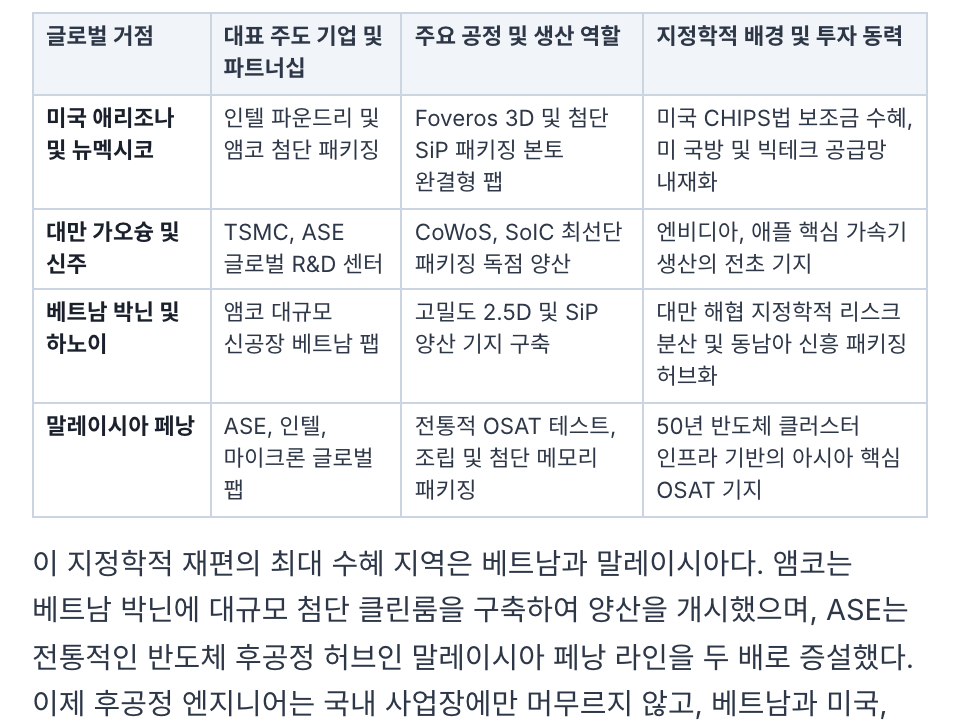 글로벌 거점
대표 주도 기업 및
파트너십
주요 공정 및 생산 역할
지정학적 배경 및 투자 동력
미국 애리조나
및 뉴멕시코
인텔 파운드리 및
앰코 첨단 패키징
Foveros 3D 및 첨단
SiP 패키징 본토
완결형 팹
미국 CHIPS법 보조금 수혜,
미 국방 및 빅테크 공급망
내재화
대만 가오슝 및
신주
TSMC, ASE
글로벌 R&D 센터
CoWoS, SoIC 최선단
패키징 독점 양산
엔비디아, 애플 핵심 가속기
생산의 전초 기지
베트남 박닌 및
하노이
앰코 대규모
신공장 베트남 팹
고밀도 2.5D 및 SiP
양산 기지 구축
대만 해협 지정학적 리스크
분산 및 동남아 신흥 패키징
허브화
말레이시아 페낭
ASE, 인텔,
마이크론 글로벌
팹
전통적 OSAT 테스트,
조립 및 첨단 메모리
패키징
50년 반도체 클러스터
인프라 기반의 아시아 핵심
OSAT 기지
이 지정학적 재편의 최대 수혜 지역은 베트남과 말레이시아다. 앰코는
베트남 박닌에 대규모 첨단 클린룸을 구축하여 양산을 개시했으며, ASE는
전통적인 반도체 후공정 허브인 말레이시아 페낭 라인을 두 배로 증설했다.
이제 후공정 엔지니어는 국내 사업장에만 머무르지 않고, 베트남과 미국,